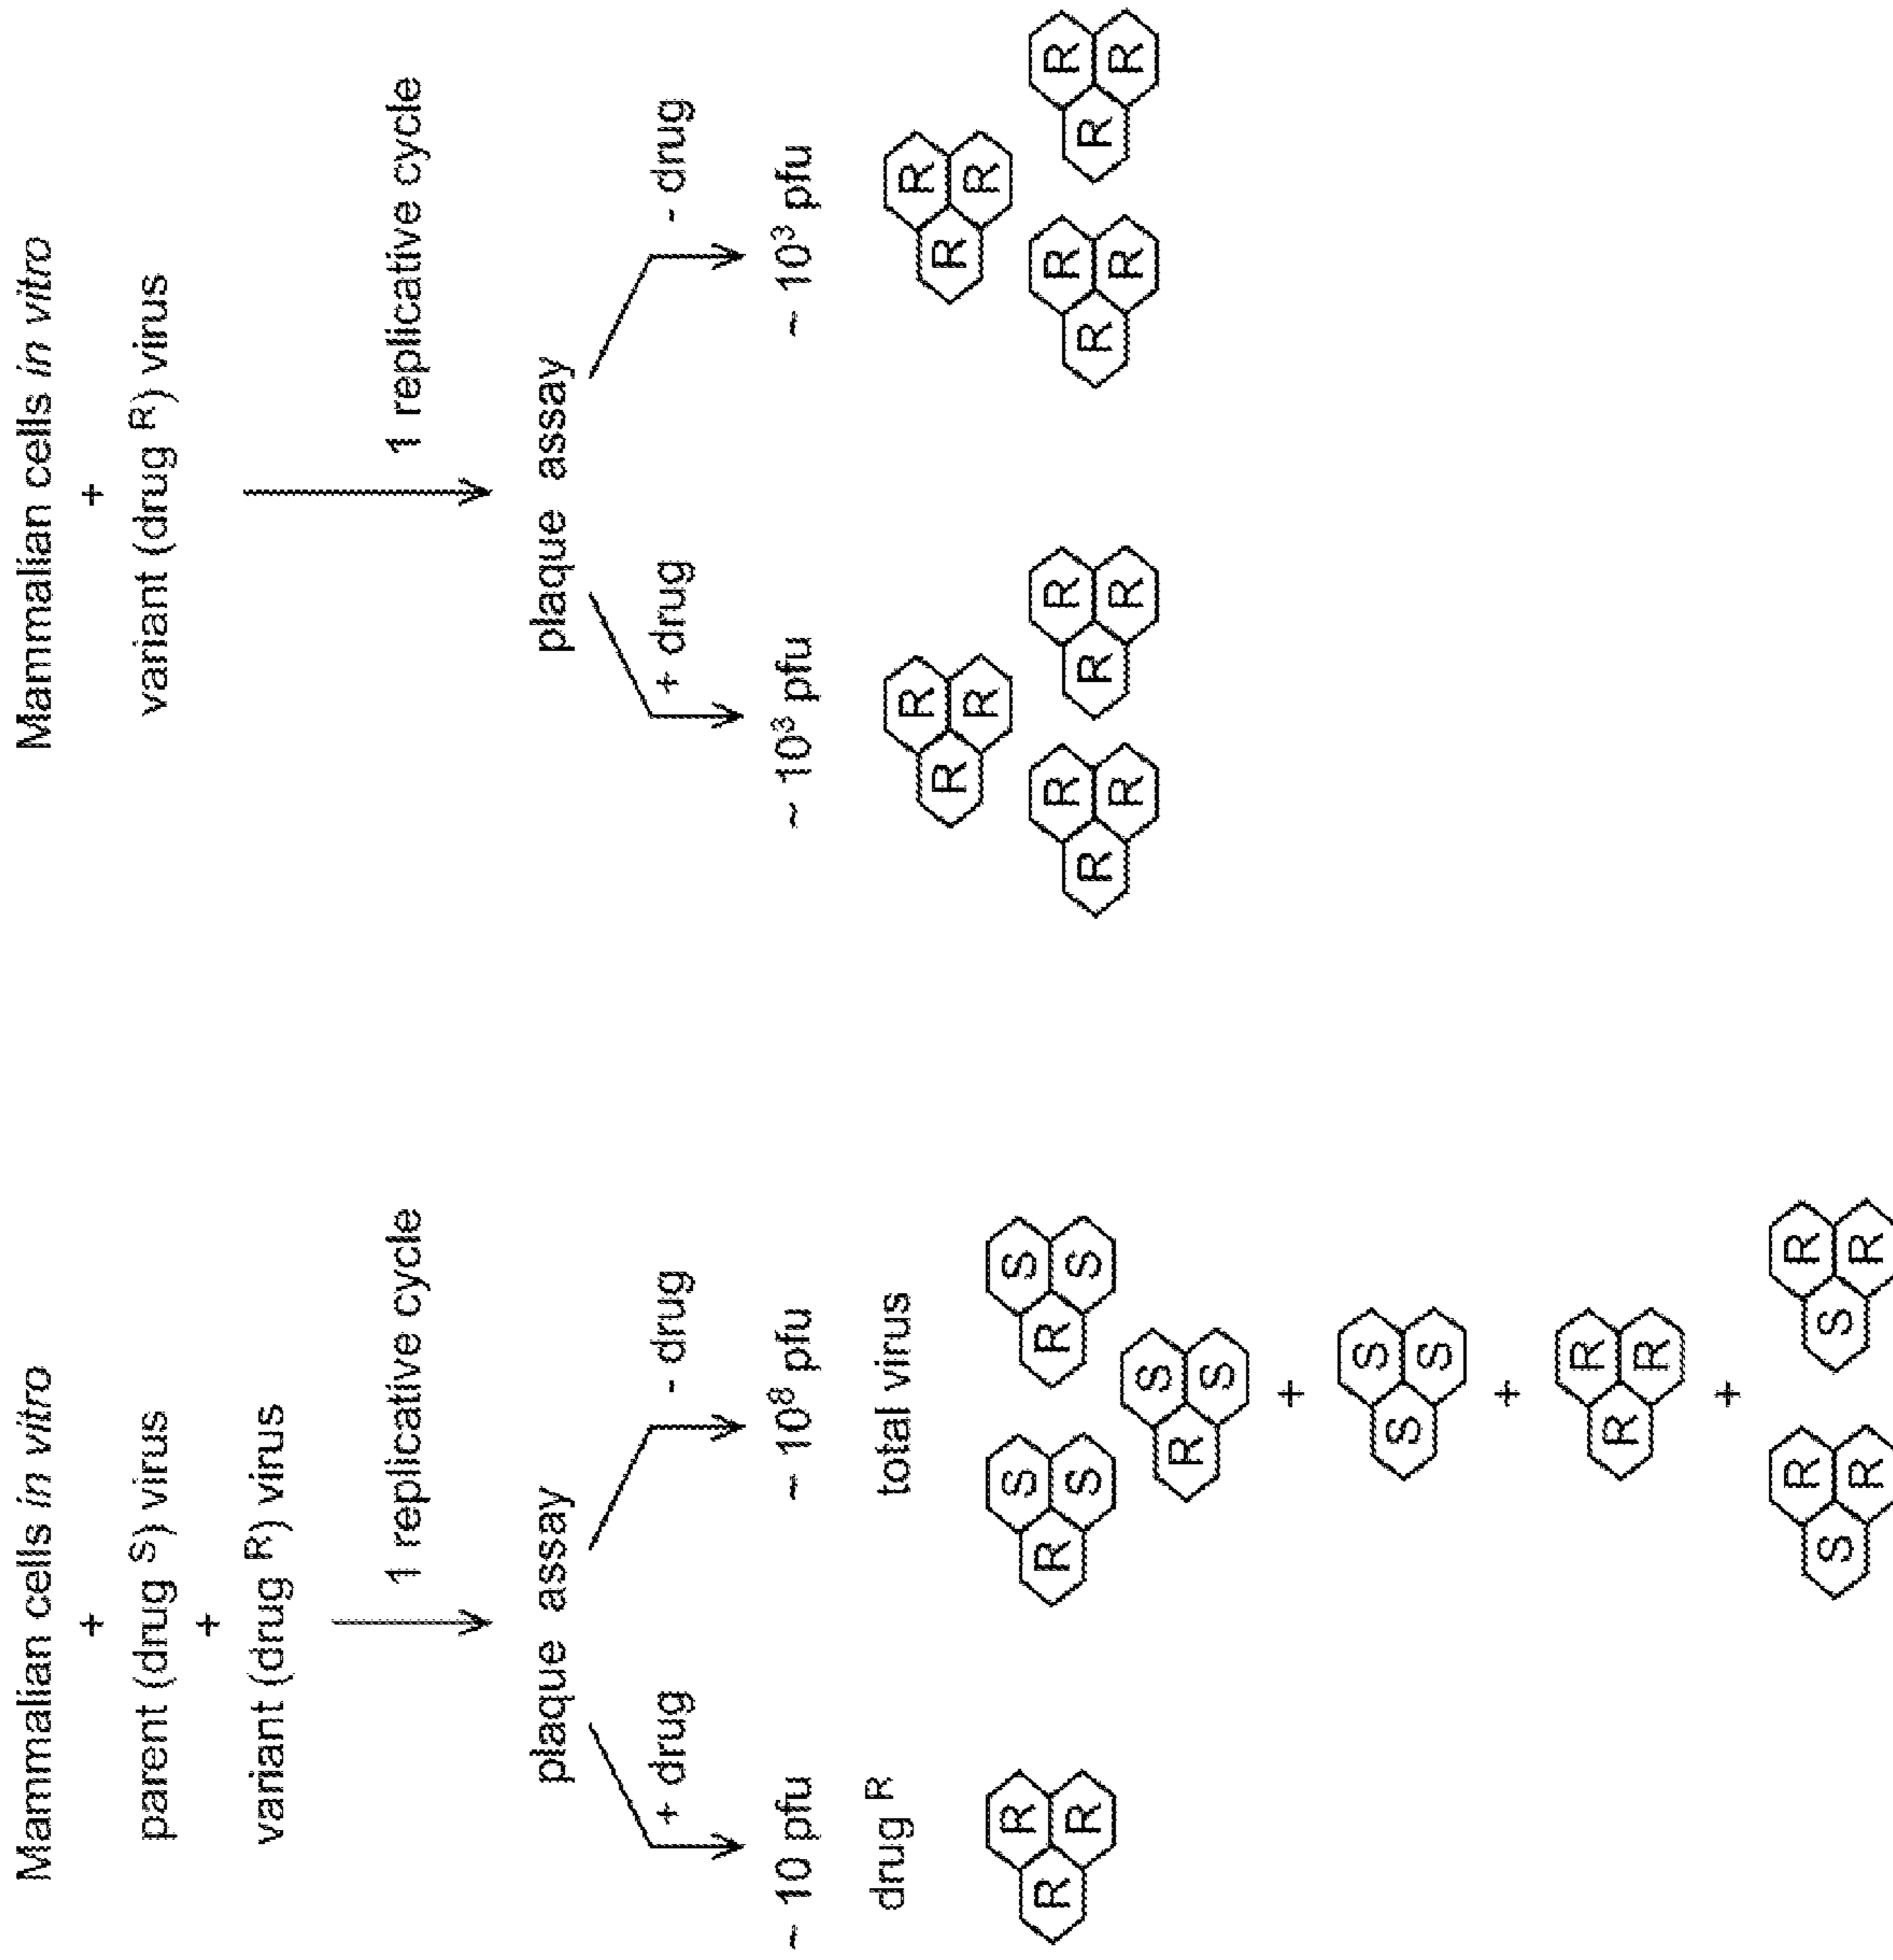 Mammalian cells in vitro
+
parent (drug S) virus
+
variant (drug R) virus
1 replicative cycle
plaque assay
+ drug
- drug
~ 10 pfu
drug R
R
R
R
~ 10⁸ pfu
total virus
R
S
S
R
S
S
R
S
S
+
S
S
S
+
R
R
R
+
S
R
R
S
R
R
Mammalian cells in vitro
+
variant (drug R) virus
1 replicative cycle
plaque assay
+ drug
- drug
~ 10³ pfu
R
R
R
R
R
R
R
R
R
~ 10³ pfu
R
R
R
R
R
R
R
R
R